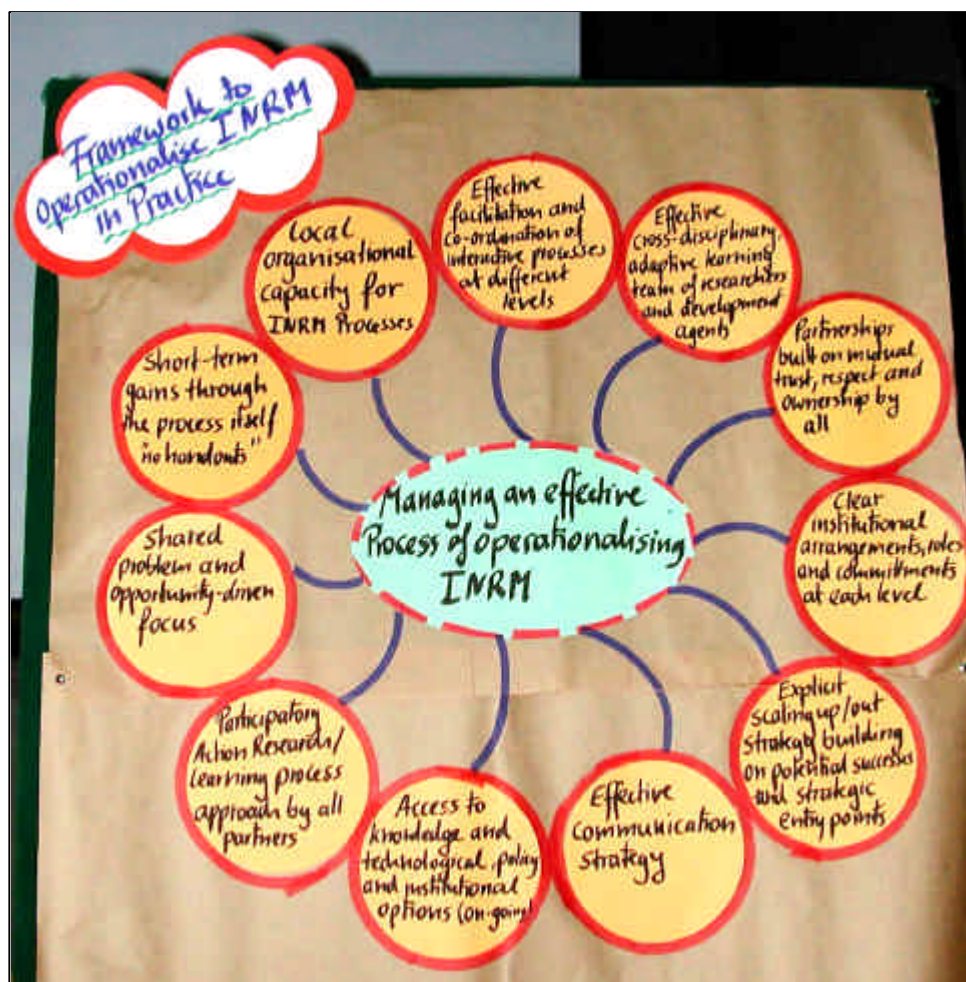 Framework to
operationalise INRM
in Practice
Local
organisational
capacity for
INRM Processes
Effective
facilitation and
co-ordination of
interactive processes
at different
levels
Effective
cross-disciplinary,
adaptive learning
team of researchers
and development
agents
Partnerships
built on mutual
trust, respect and
ownership by
all
Clear
institutional
arrangements, roles
and commitments
at each level
Explicit
scaling up/out
strategy building
on potential successes
and strategic
entry points
Effective
communication
strategy
Access to
knowledge and
technological, policy
and institutional
options (on-going)
Participatory
Action Research/
Learning process
approach by all
partners
Shared
problem and
opportunity-driven
focus
Short-term
gains through
the process itself
"no handouts"
Managing an effective
Process of operationalising
INRM